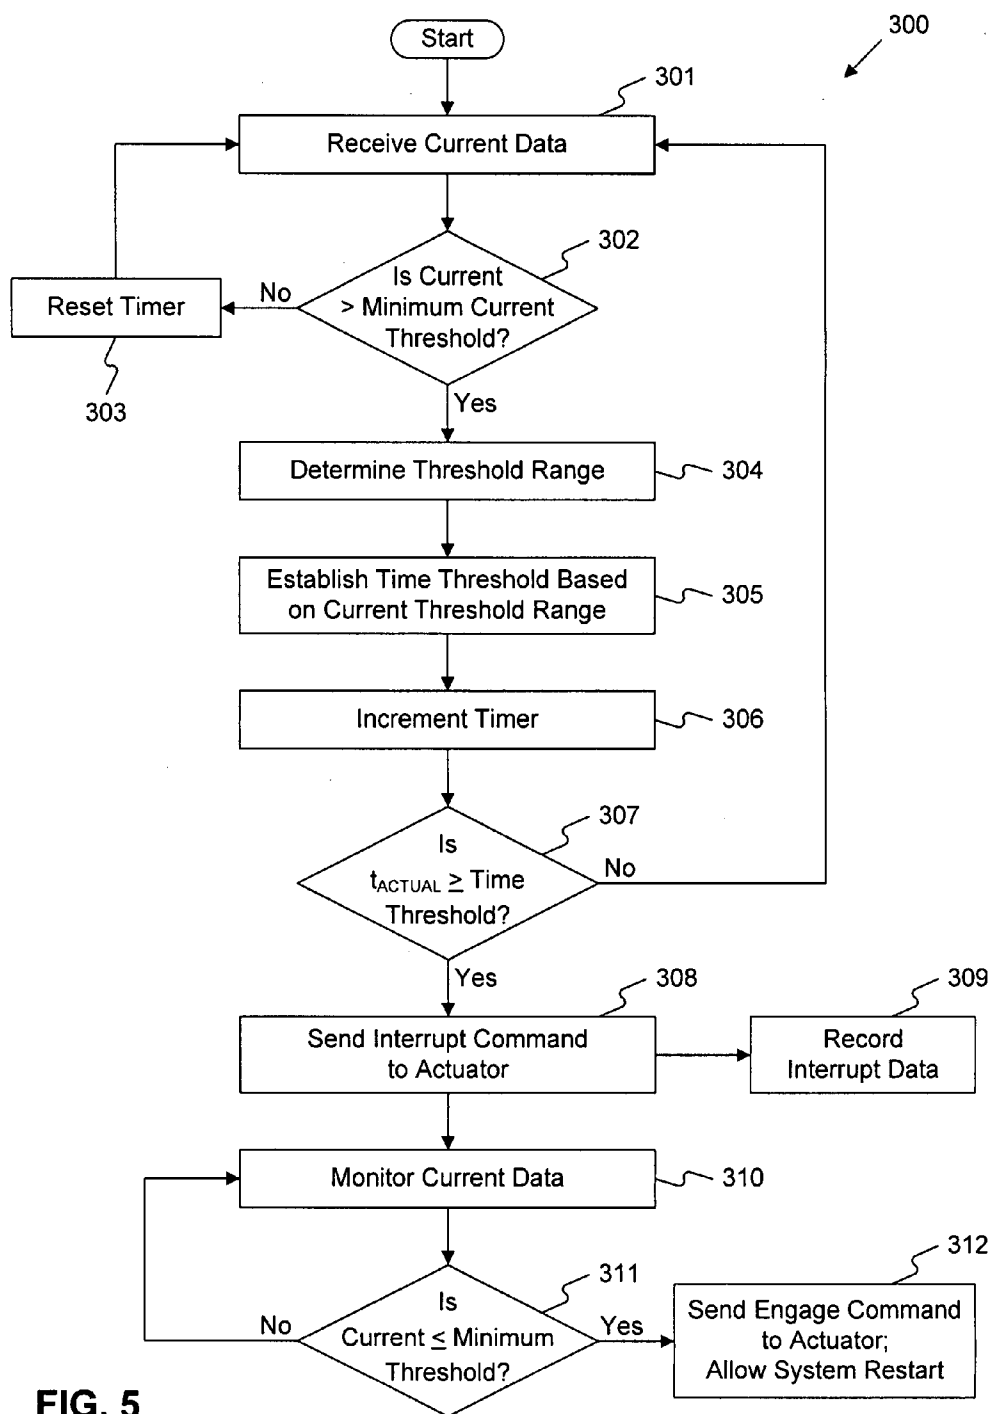 Start
300
301
Receive Current Data
302
Is Current
> Minimum Current
Threshold?
No
Reset Timer
303
Yes
Determine Threshold Range
304
Establish Time Threshold Based
on Current Threshold Range
305
Increment Timer
306
307
Is
tACTUAL ≥ Time
Threshold?
No
Yes
308
Send Interrupt Command
to Actuator
309
Record
Interrupt Data
Monitor Current Data
310
311
Is
Current ≤ Minimum
Threshold?
No
Yes
312
Send Engage Command
to Actuator;
Allow System Restart
FIG. 5